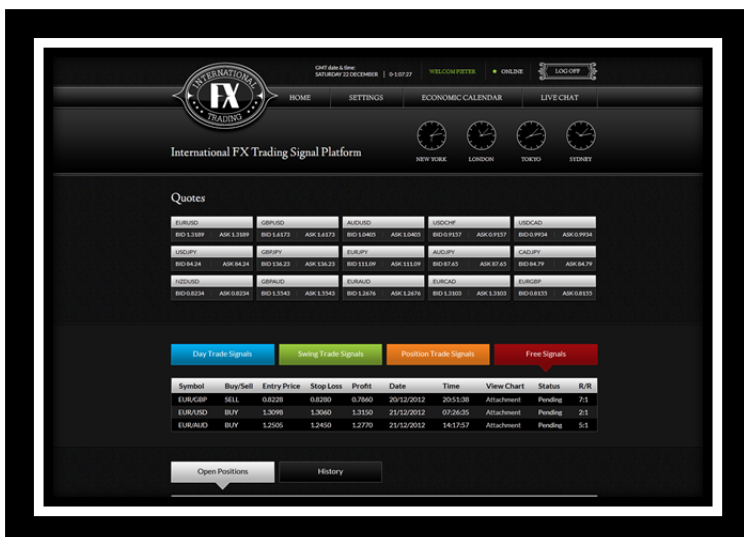 INTERNATIONAL
FX
TRADING
GMT date & time:
SATURDAY 22 DECEMBER | 0-1:07:27
WELCOM PIETER
ONLINE
LOG OFF
HOME SETTINGS ECONOMIC CALENDAR LIVE CHAT
International FX Trading Signal Platform
NEW YORK LONDON TOKYO SYDNEY
Quotes
EURUSD GBPUSD AUDUSD USDCHF USDCAD
BID 1.3189 ASK 1.3189 BID 1.6173 ASK 1.6173 BID 1.0403 ASK 1.0403 BID 0.9157 ASK 0.9157 BID 0.9934 ASK 0.9934
USDJPY GBPJPY EURJPY AUDJPY CADJPY
BID 84.24 ASK 84.24 BID 136.23 ASK 136.23 BID 111.09 ASK 111.09 BID 87.65 ASK 87.65 BID 84.79 ASK 84.79
NZDUSD GBPAUD EURAUD EURCAD EURGBP
BID 0.8234 ASK 0.8234 BID 1.5543 ASK 1.5543 BID 1.2676 ASK 1.2676 BID 1.3103 ASK 1.3103 BID 0.8155 ASK 0.8155
Day Trade Signals Swing Trade Signals Position Trade Signals Free Signals
Symbol Buy/Sell Entry Price Stop Loss Profit Date Time View Chart Status R/R
EUR/GBP SELL 0.8228 0.8280 0.7860 20/12/2012 20:51:38 Attachment Pending 7:1
EUR/USD BUY 1.3098 1.3060 1.3150 21/12/2012 07:26:35 Attachment Pending 2:1
EUR/AUD BUY 1.2505 1.2450 1.2770 21/12/2012 14:17:57 Attachment Pending 5:1
Open Positions History